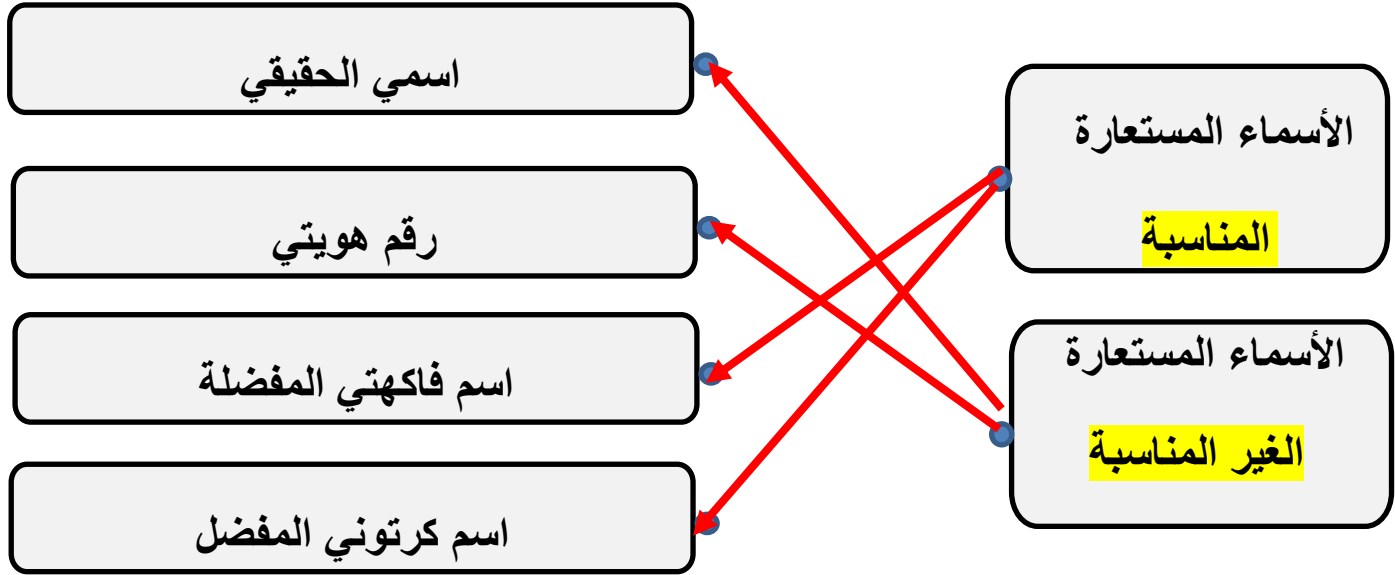 الأسماء المستعارة
المناسبة
الأسماء المستعارة
الغير المناسبة
اسمي الحقيقي
رقم هويتي
اسم فاكهتي المفضلة
اسم كرتوني المفضل